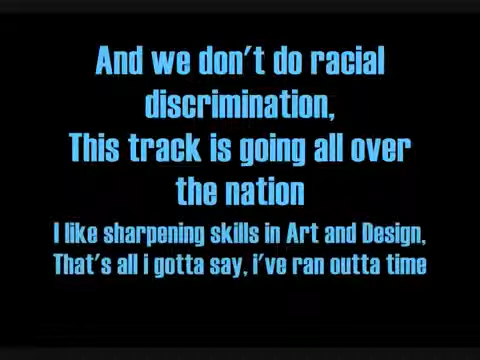 And we don't do racial
discrimination,
This track is going all over
the nation
I like sharpening skills in Art and Design,
That's all i gotta say, i've ran outta time